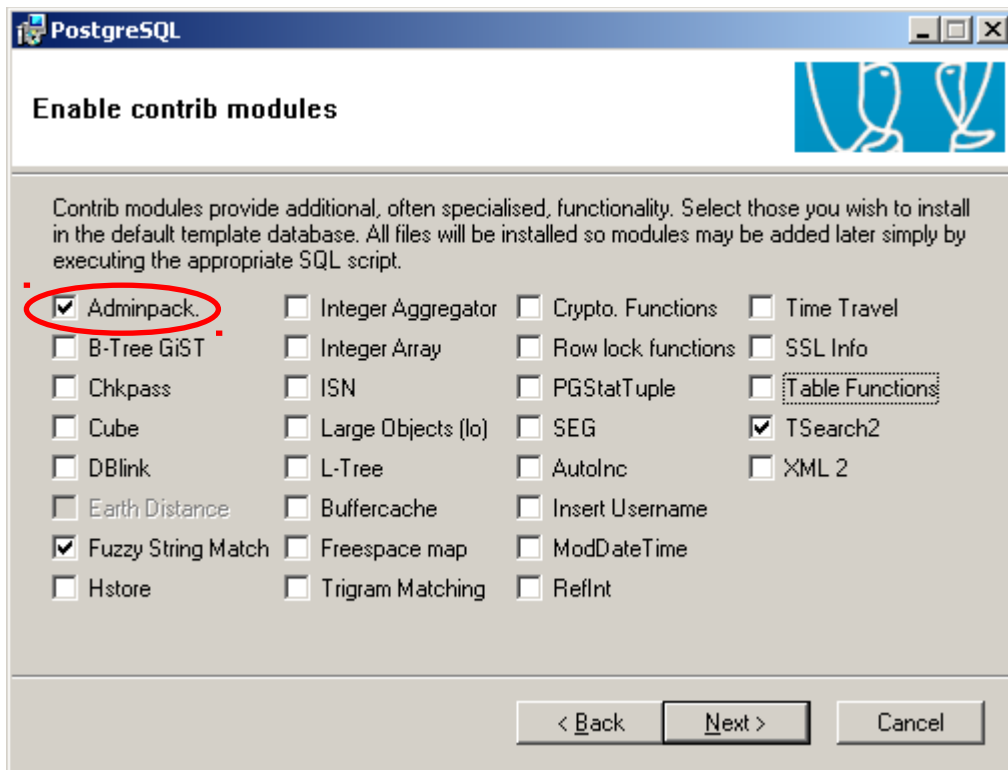 PostgreSQL
Enable contrib modules
Contrib modules provide additional, often specialised, functionality. Select those you wish to install
in the default template database. All files will be installed so modules may be added later simply by
executing the appropriate SQL script.
Adminpack. Integer Aggregator Crypto. Functions Time Travel
B-Tree GiST Integer Array Row lock functions SSL Info
Chkpass ISN PGStatTuple Table Functions
Cube Large Objects (lo) SEG TSearch2
DBlink L-Tree AutoInc XML 2
Earth Distance Buffercache Insert Username
Fuzzy String Match Freespace map ModDateTime
Hstore Trigram Matching RefInt
< Back Next > Cancel